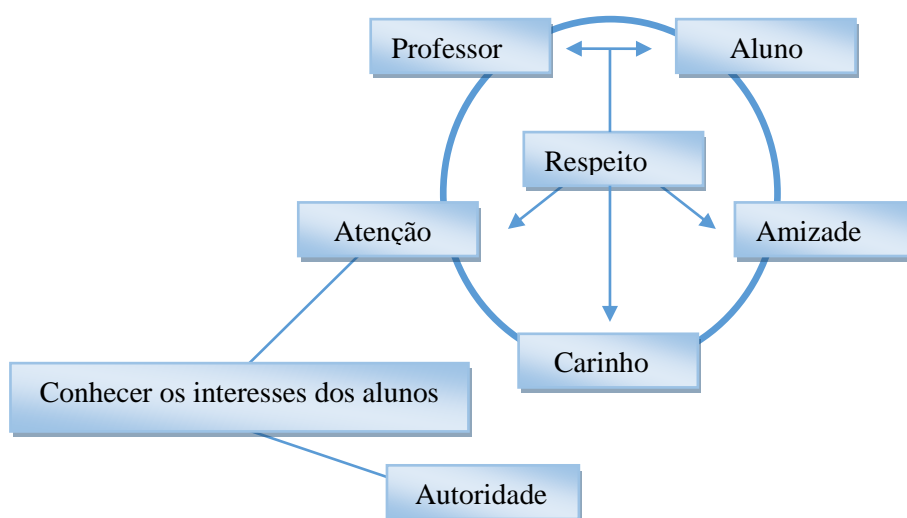 Professor
Aluno
Respeito
Atenção
Amizade
Carinho
Conhecer os interesses dos alunos
Autoridade